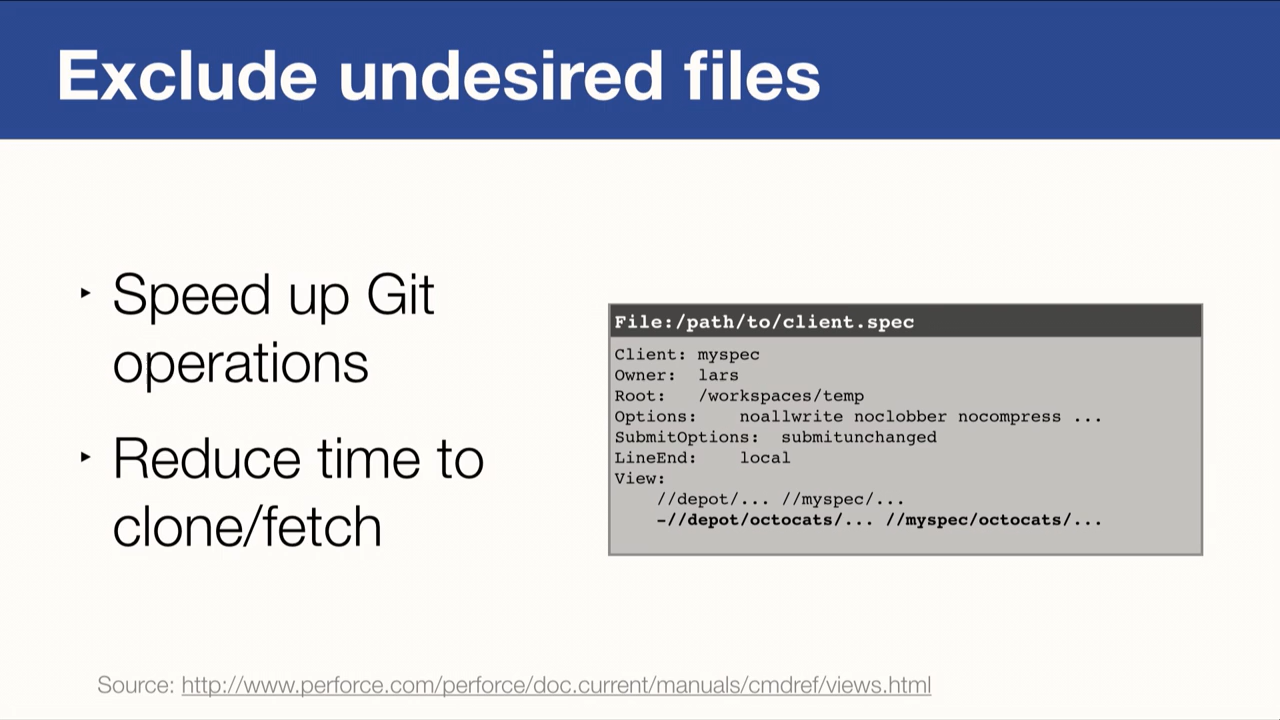 Exclude undesired files
‣ Speed up Git
operations
‣ Reduce time to
clone/fetch
File:/path/to/client.spec
Client: myspec
Owner:  lars
Root:   /workspaces/temp
Options:    noallwrite noclobber nocompress ...
SubmitOptions:  submitunchanged
LineEnd:    local
View:
    //depot/... //myspec/...
    -//depot/octocats/... //myspec/octocats/...
Source: http://www.perforce.com/perforce/doc.current/manuals/cmdref/views.html